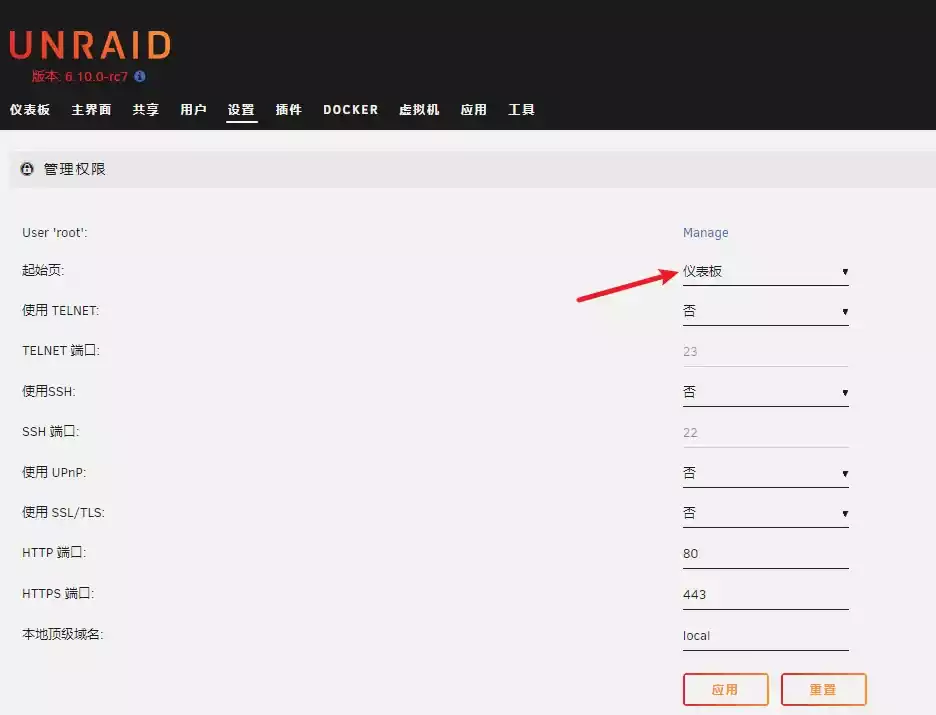 UNRAID
版本: 6.10.0-rc7
仪表板 主界面 共享 用户 设置 插件 DOCKER 虚拟机 应用 工具
管理权限
User 'root': Manage
起始页: 仪表板
使用 TELNET: 否
TELNET 端口: 23
使用SSH: 否
SSH 端口: 22
使用 UPnP: 否
使用 SSL/TLS: 否
HTTP 端口: 80
HTTPS 端口: 443
本地顶级域名: local
应用 重置